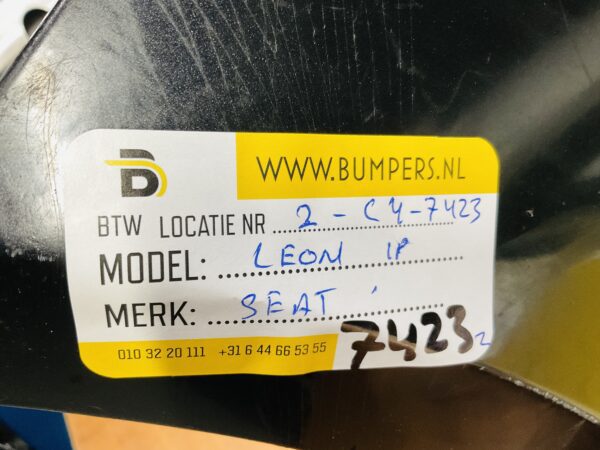 B
WWW.BUMPERS.NL
BTW LOCATIE NR 2-C4-7423
MODEL: LEON 1P
MERK: SEAT
010 32 20 111 +31 6 44 66 53 55
7423 2